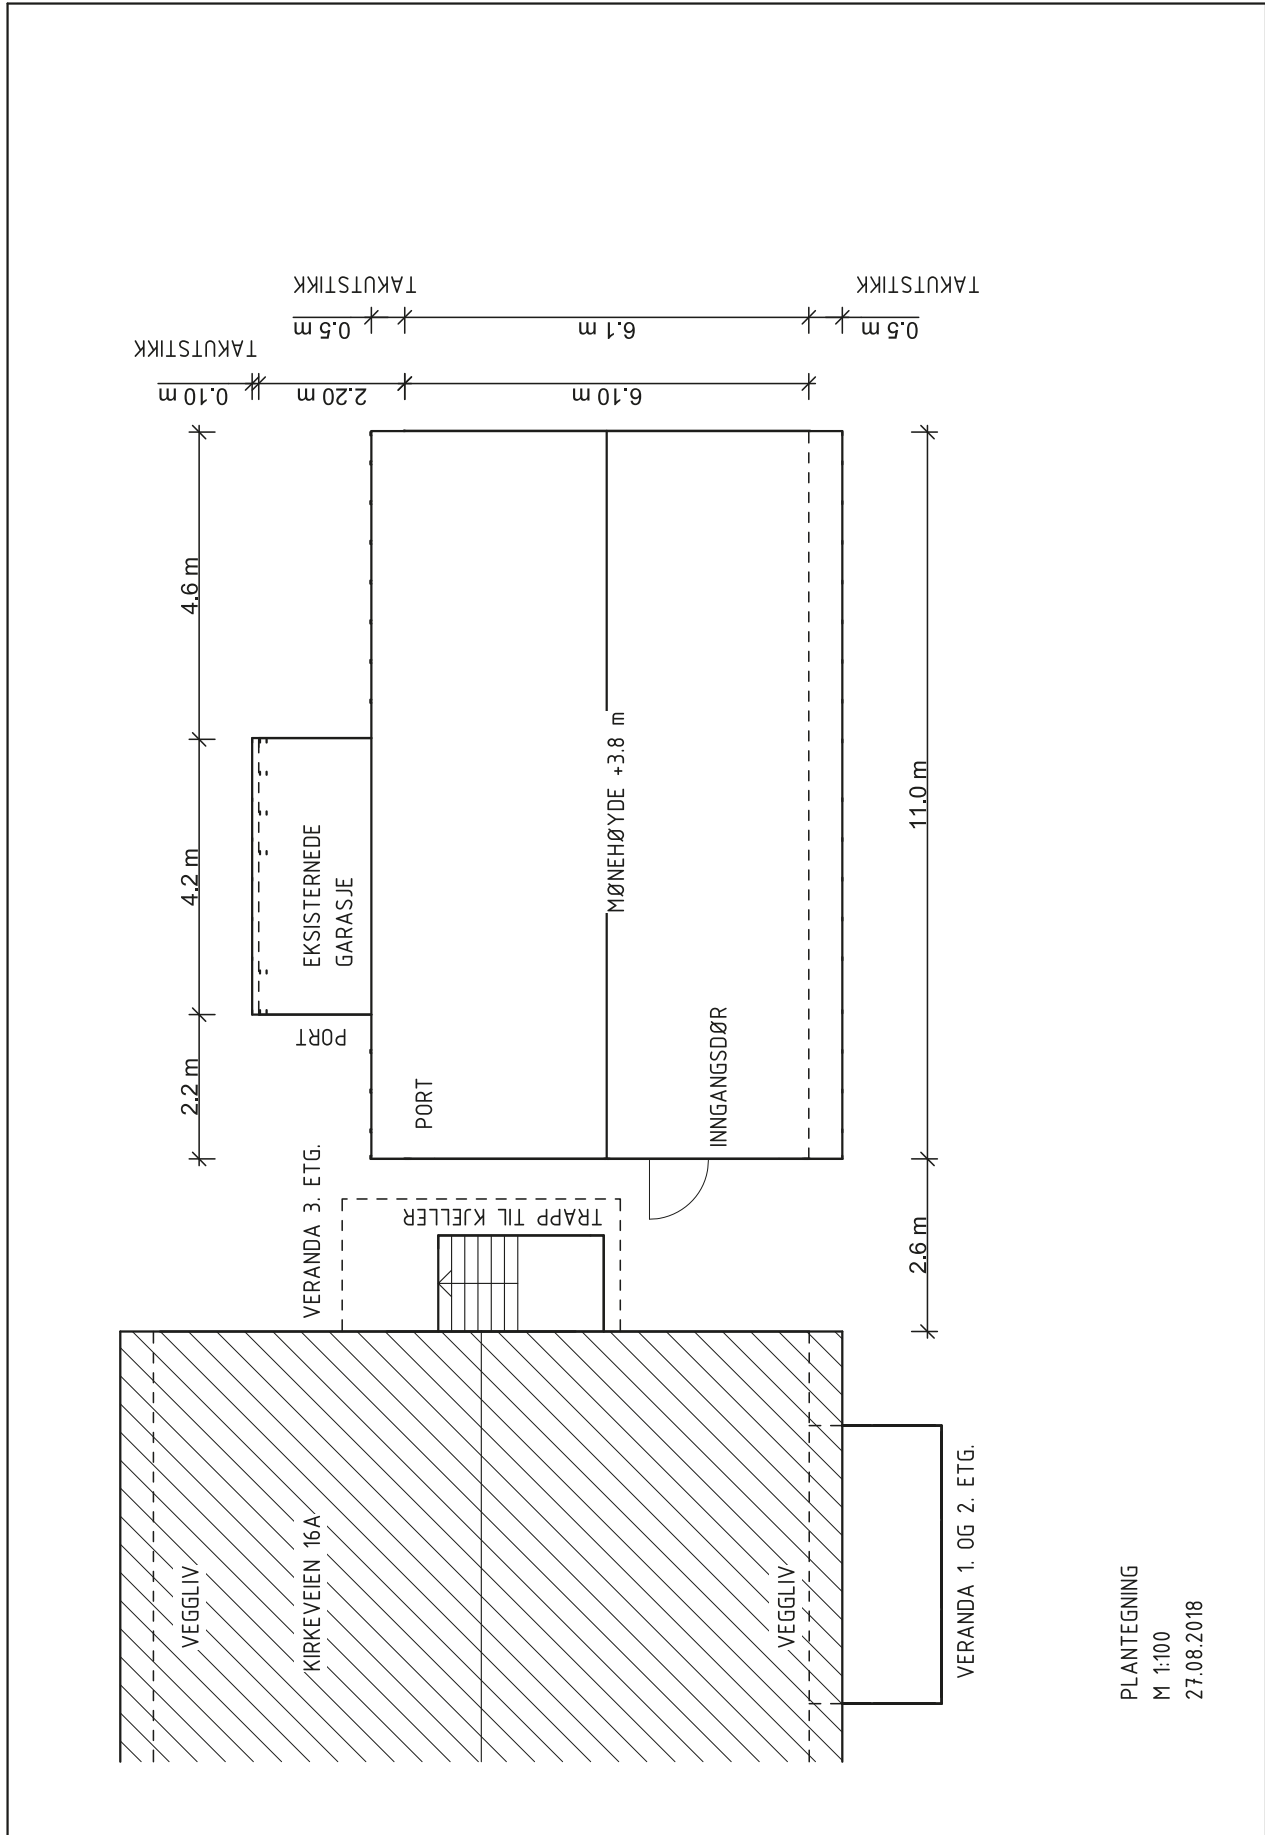 TAKUTSTIKK
0.10 m
2.20 m
6.10 m
TAKUTSTIKK
0.5 m
6.1 m
0.5 m
TAKUTSTIKK
2.2 m
4.2 m
4.6 m
EKSISTERNEDE
GARASJE
PORT
PORT
MØNEHØYDE +3.8 m
INNGANGSDØR
11.0 m
2.6 m
VERANDA 3. ETG.
TRAPP TIL KJELLER
VEGGLIV
KIRKEVEIEN 16A
VEGGLIV
VERANDA 1. OG 2. ETG.
PLANTEGNING
M 1:100
27.08.2018